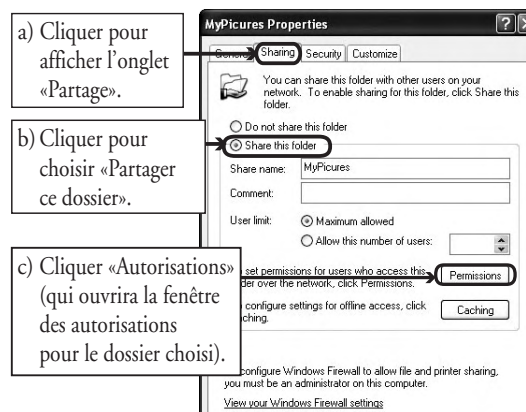 a) Cliquer pour
afficher l'onglet
«Partage».
b) Cliquer pour
choisir «Partager
ce dossier».
c) Cliquer «Autorisations»
(qui ouvrira la fenêtre
des autorisations
pour le dossier choisi).
MyPicures Properties
Sharing Security Customize
You can share this folder with other users on your
network. To enable sharing for this folder, click Share this
folder.
Do not share this folder
Share this folder
Share name: MyPicures
Comment:
User limit: Maximum allowed
Allow this number of users:
set permissions for users who access this
over the network, click Permissions. Permissions
configure settings for offline access, click
Caching
configure Windows Firewall to allow file and printer sharing,
you must be an administrator on this computer.
View your Windows Firewall settings